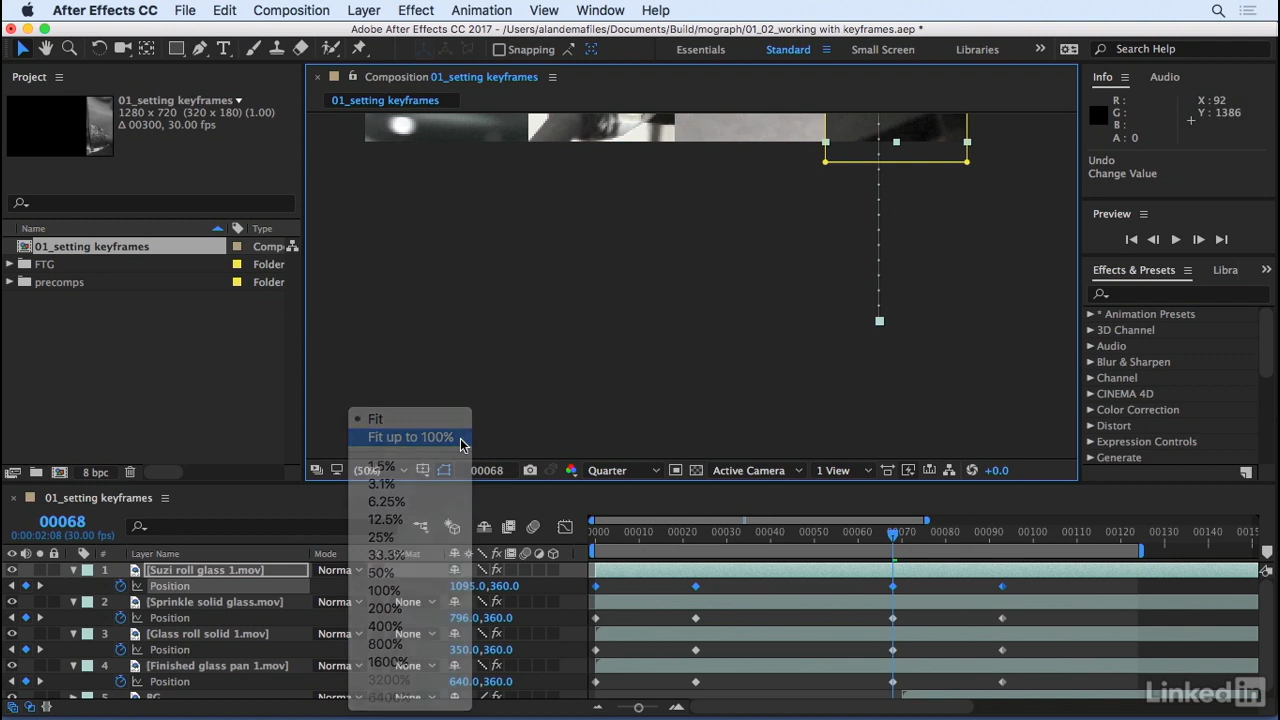 After Effects CC File Edit Composition Layer Effect Animation View Window Help
Adobe After Effects CC 2017 - /Users/alandemafiles/Documents/Build/mograph/01_02_working with keyframes.aep *
Snapping Essentials Standard Small Screen Libraries Search Help
Project
Composition 01_setting keyframes
Info Audio
01_setting keyframes
1280 x 720 (320 x 180) (1.00)
Δ 00300, 30.00 fps
01_setting keyframes
R :
G :
B :
A : 0
X : 92
Y : 1386
Undo
Change Value
Preview
Name Type
01_setting keyframes Comp
FTG Folder
precomps Folder
Effects & Presets Libra
* Animation Presets
3D Channel
Audio
Blur & Sharpen
Channel
CINEMA 4D
Color Correction
Distort
Expression Controls
Generate
Fit
Fit up to 100%
1.5%
3.1%
6.25%
12.5%
25%
33.3%
50%
100%
200%
400%
800%
1600%
3200%
6400%
8 bpc
(50%) 00068 Quarter Active Camera 1 View +0.0
01_setting keyframes
00068
0:00:02:08 (30.00 fps)
0000 00010 00020 00030 00040 00050 00060 00070 00080 00090 00100 00110 00120 00130 00140 0015
# Layer Name Mode
1 [Suzi roll glass 1.mov] Norma None
Position 1095.0,360.0
2 [Sprinkle solid glass.mov] Norma None
Position 796.0,360.0
3 [Glass roll solid 1.mov] Norma None
Position 350.0,360.0
4 [Finished glass pan 1.mov] Norma None
Position 640.0,360.0
5 BG Norma None
LinkedIn